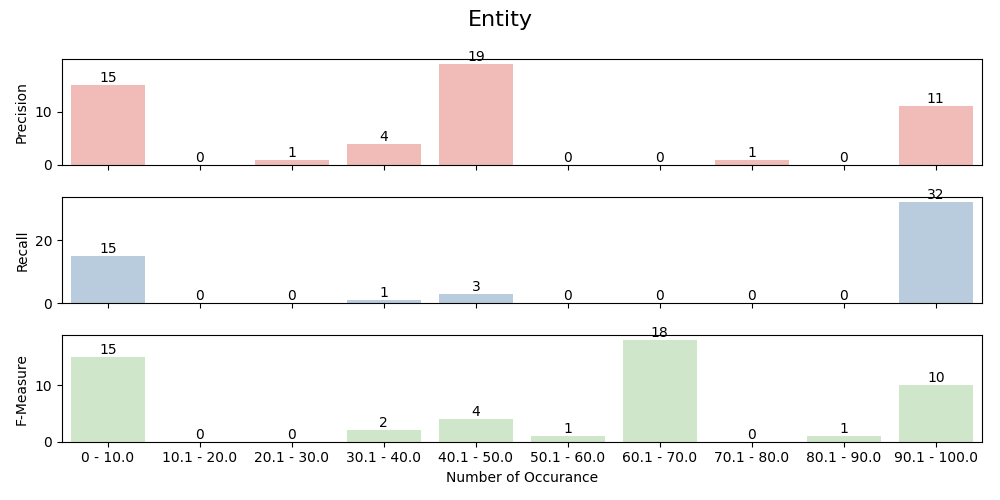 Entity
Precision
10
0
15
0
1
4
19
0
0
1
0
11
Recall
20
0
15
0
0
1
3
0
0
0
0
32
F-Measure
10
0
15
0
0
2
4
1
18
0
1
10
0 - 10.0
10.1 - 20.0
20.1 - 30.0
30.1 - 40.0
40.1 - 50.0
50.1 - 60.0
60.1 - 70.0
70.1 - 80.0
80.1 - 90.0
90.1 - 100.0
Number of Occurance